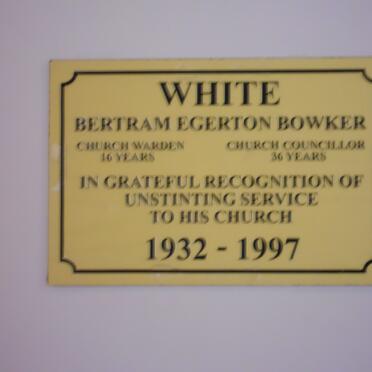 WHITE
BERTRAM EGERTON BOWKER
CHURCH WARDEN CHURCH COUNCILLOR
16 YEARS 36 YEARS
IN GRATEFUL RECOGNITION OF
UNSTINTING SERVICE
TO HIS CHURCH
1932 - 1997